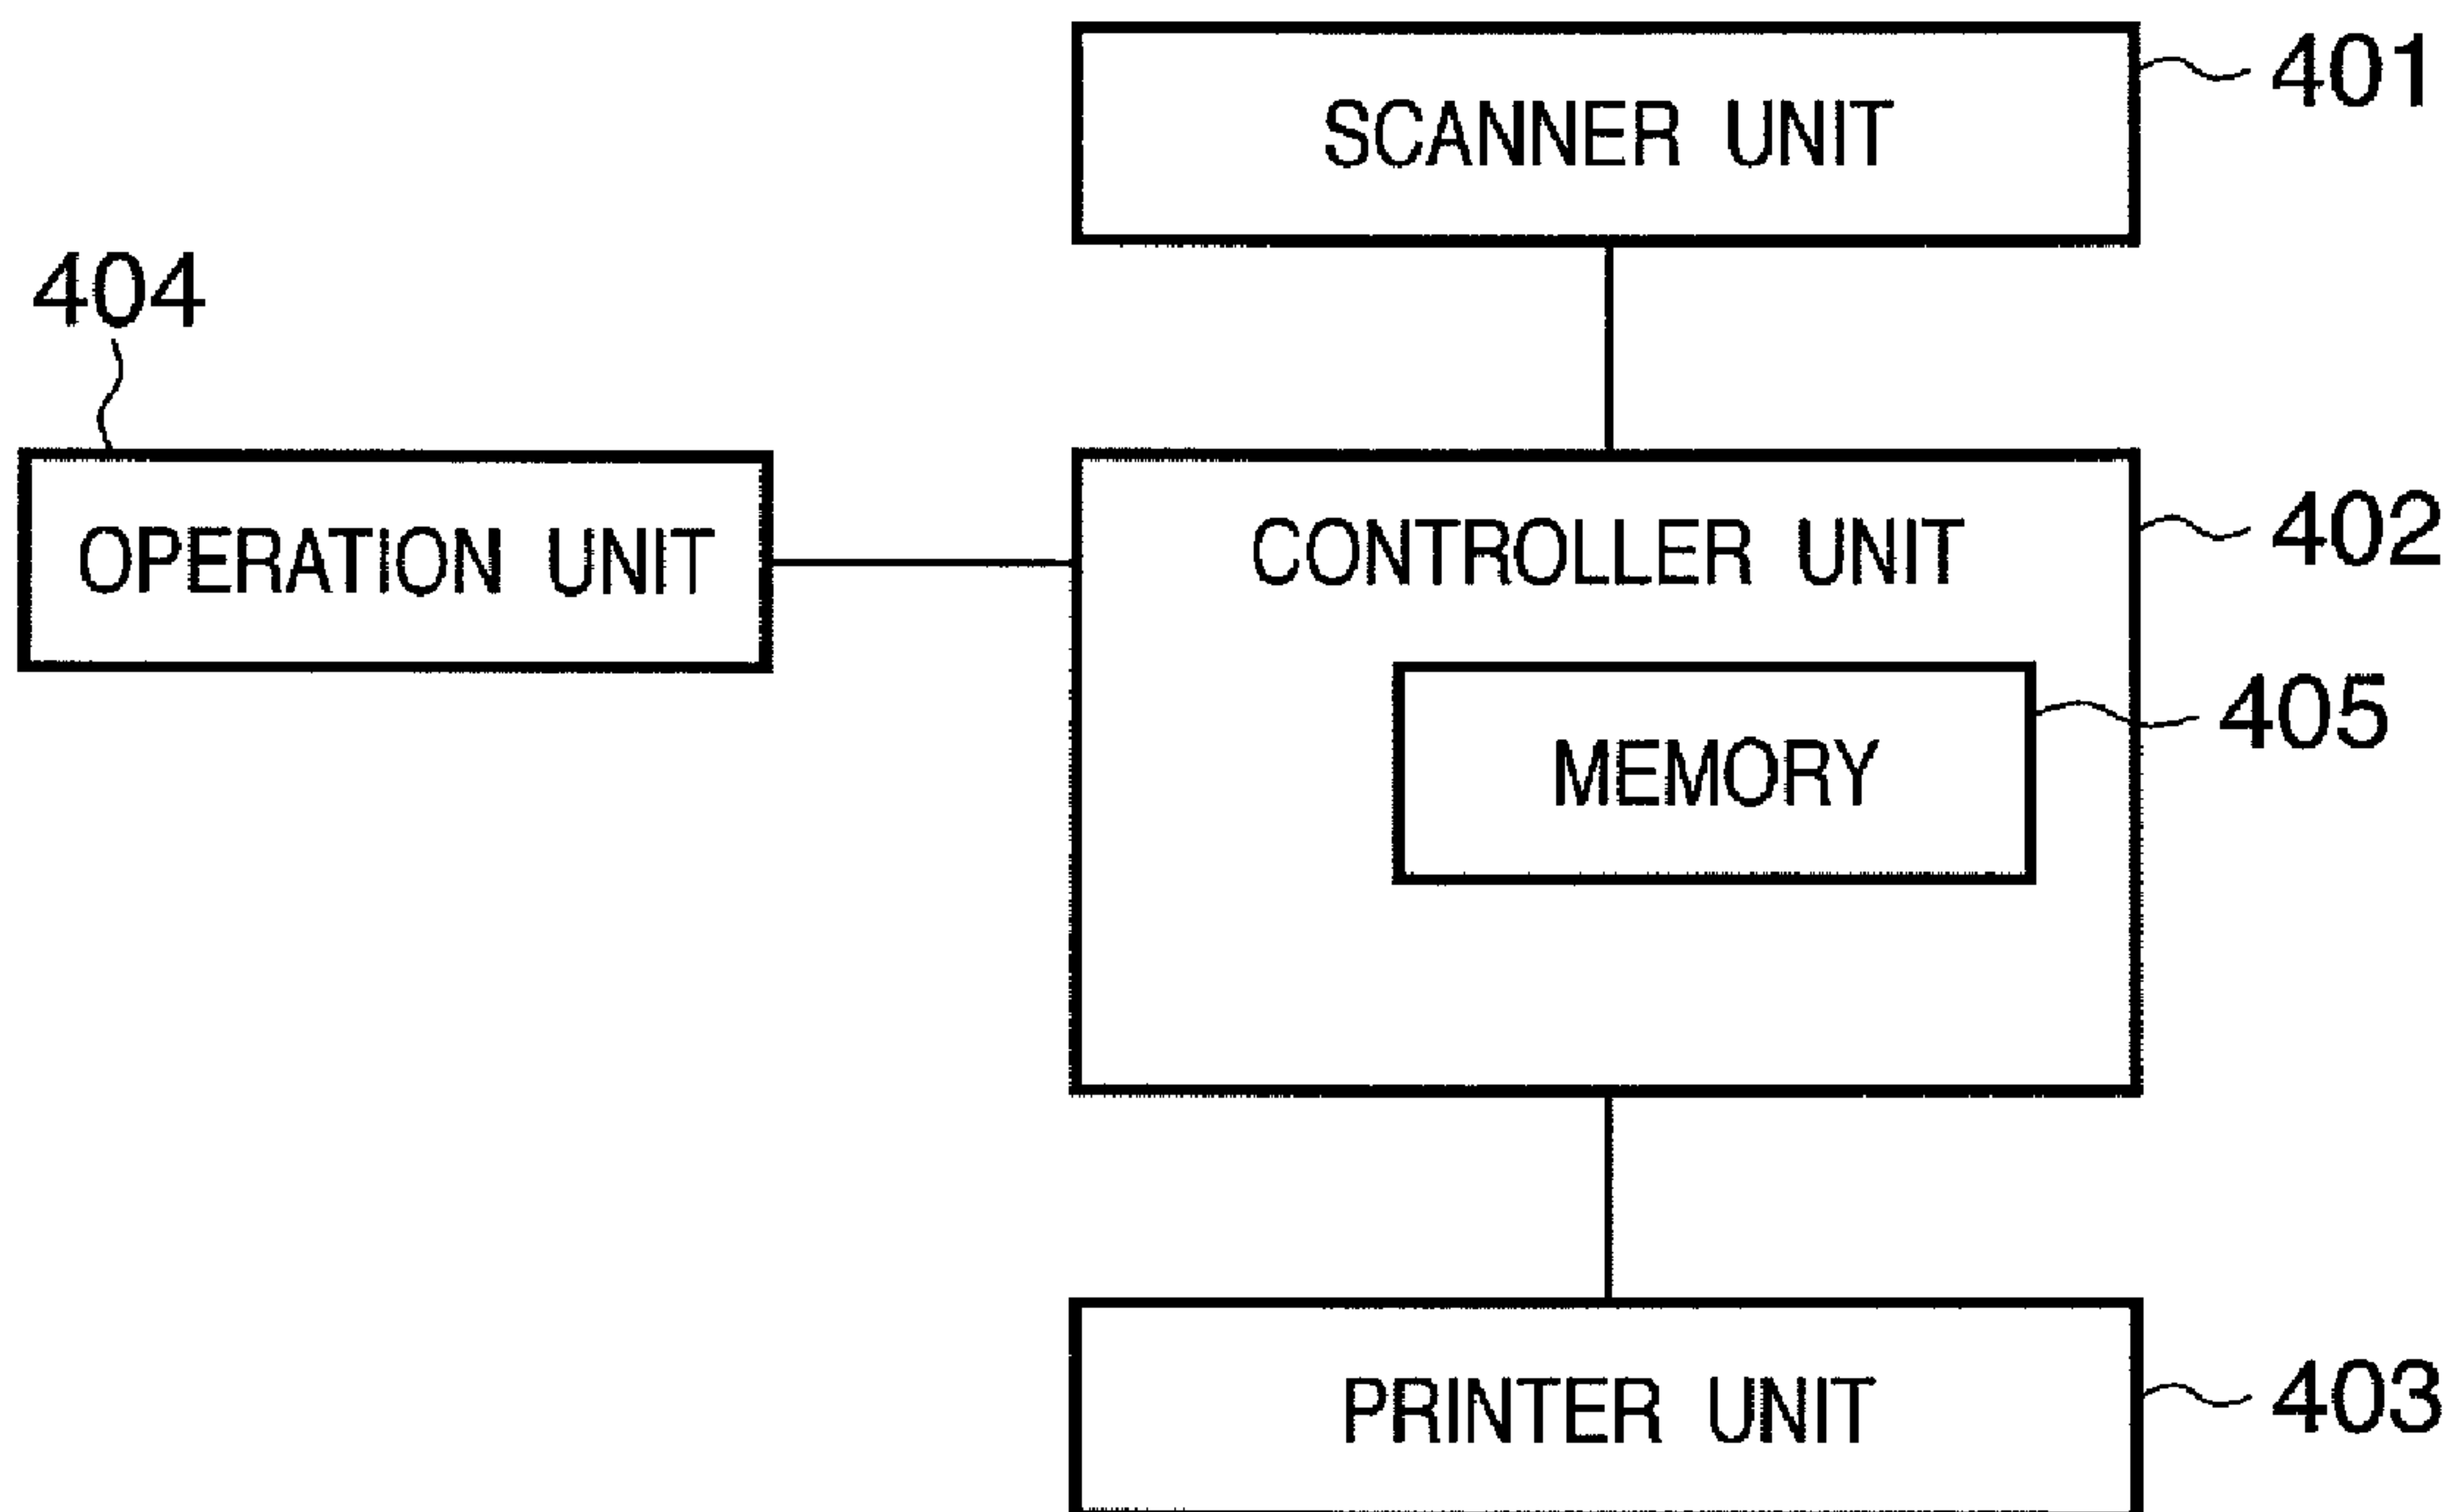 SCANNER UNIT
401
404
OPERATION UNIT
CONTROLLER UNIT
402
MEMORY
405
PRINTER UNIT
403